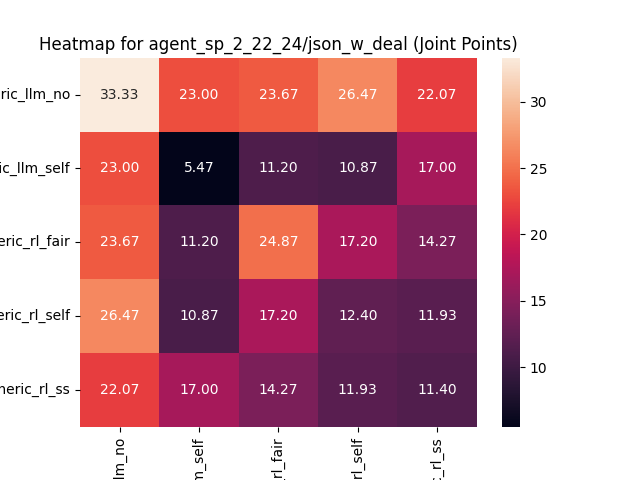 Heatmap for agent_sp_2_22_24/json_w_deal (Joint Points)
ric_llm_no 33.33 23.00 23.67 26.47 22.07
ic_llm_self 23.00 5.47 11.20 10.87 17.00
eric_rl_fair 23.67 11.20 24.87 17.20 14.27
eric_rl_self 26.47 10.87 17.20 12.40 11.93
neric_rl_ss 22.07 17.00 14.27 11.93 11.40
lm_no m_self _rl_fair rl_self c_rl_ss
30
25
20
15
10